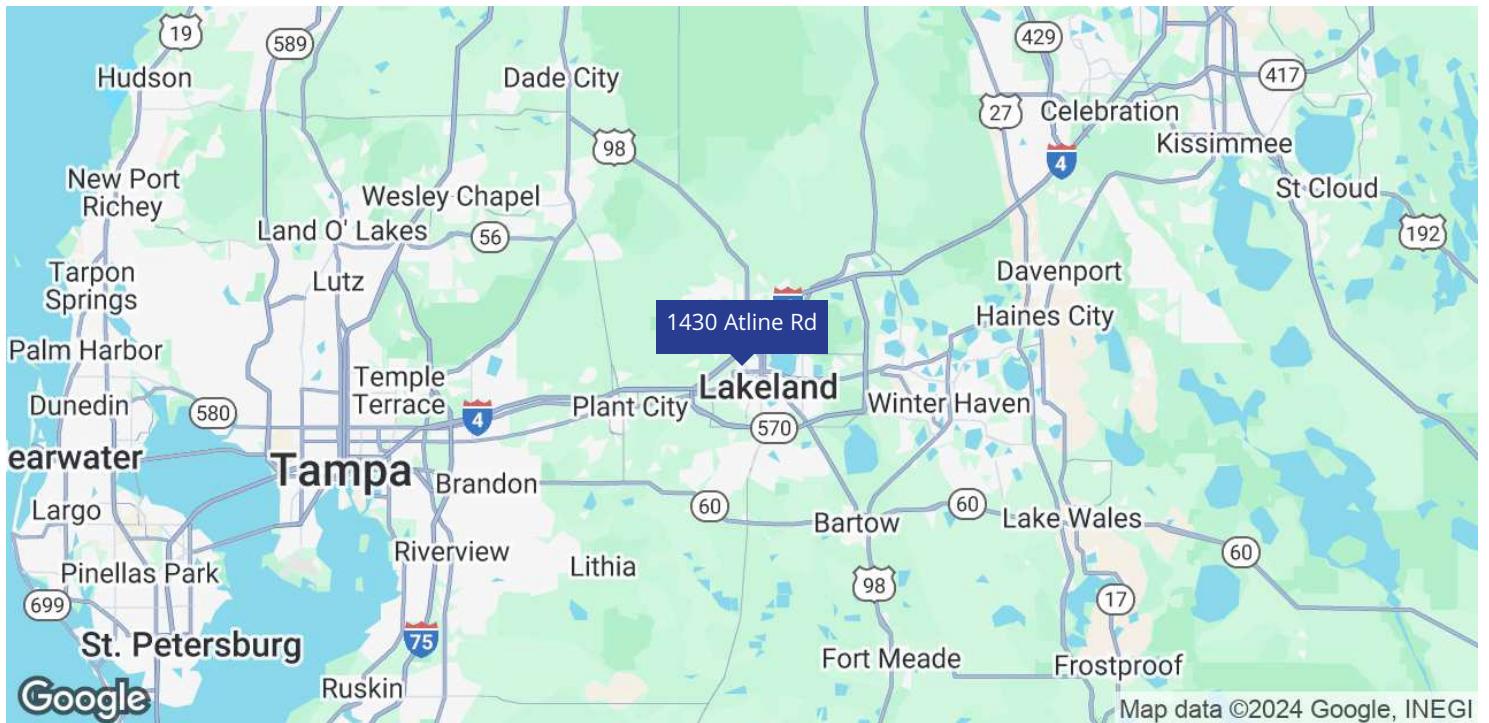 19
589
429
Hudson
Dade City
417
27
Celebration
98
Kissimmee
4
New Port
Richey
Wesley Chapel
St Cloud
Land O' Lakes
56
192
Tarpon
Springs
Lutz
Davenport
1430 Atline Rd
Haines City
Palm Harbor
Temple
Terrace
Lakeland
Dunedin
580
4
Plant City
Winter Haven
570
earwater
Tampa
Brandon
Largo
60
60
Bartow
Lake Wales
Riverview
Lithia
60
Pinellas Park
98
699
17
75
St. Petersburg
Fort Meade
Frostproof
Ruskin
Google
Map data ©2024 Google, INEGI